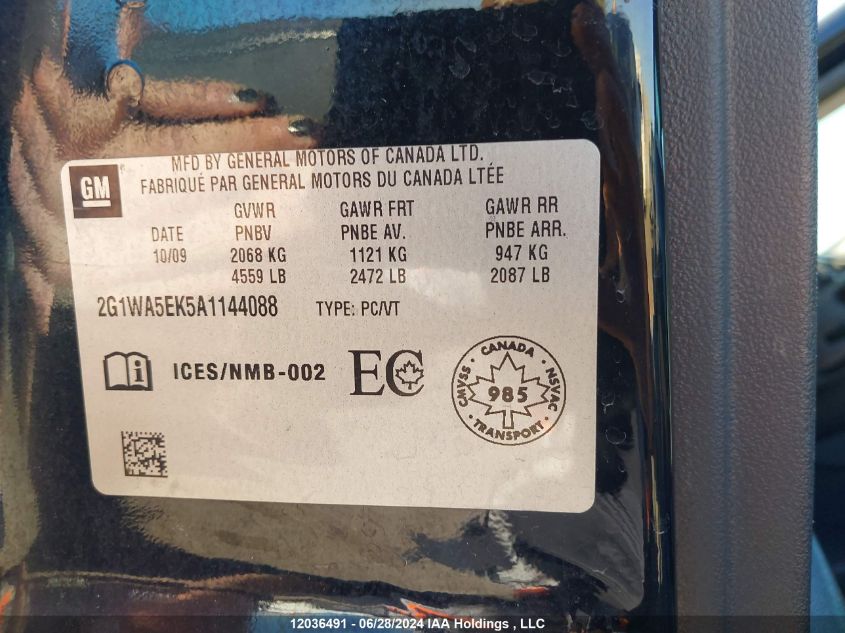 GM
MFD BY GENERAL MOTORS OF CANADA LTD.
FABRIQUÉ PAR GENERAL MOTORS DU CANADA LTÉE
GVWR GAWR FRT GAWR RR
DATE PNBV PNBE AV. PNBE ARR.
10/09 2068 KG 1121 KG 947 KG
4559 LB 2472 LB 2087 LB
2G1WA5EK5A1144088 TYPE: PC/VT
i ICES/NMB-002 EC
CANADA
CMVSS 985 NSVAC
TRANSPORT
12036491 - 06/28/2024 IAA Holdings, LLC